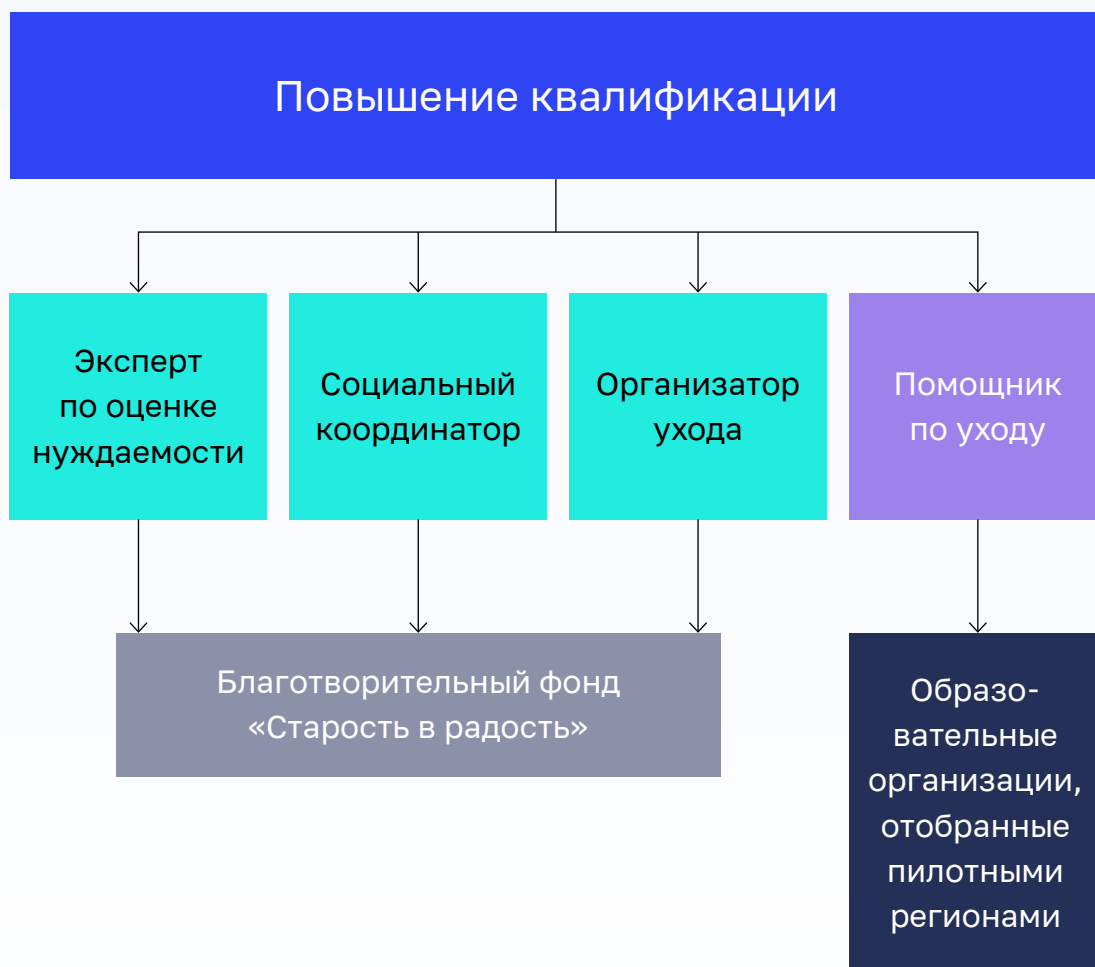 Повышение квалификации
Эксперт
по оценке
нуждаемости
Социальный
координатор
Организатор
ухода
Помощник
по уходу
Благотворительный фонд
«Старость в радость»
Образо-
вательные
организации,
отобранные
пилотными
регионами